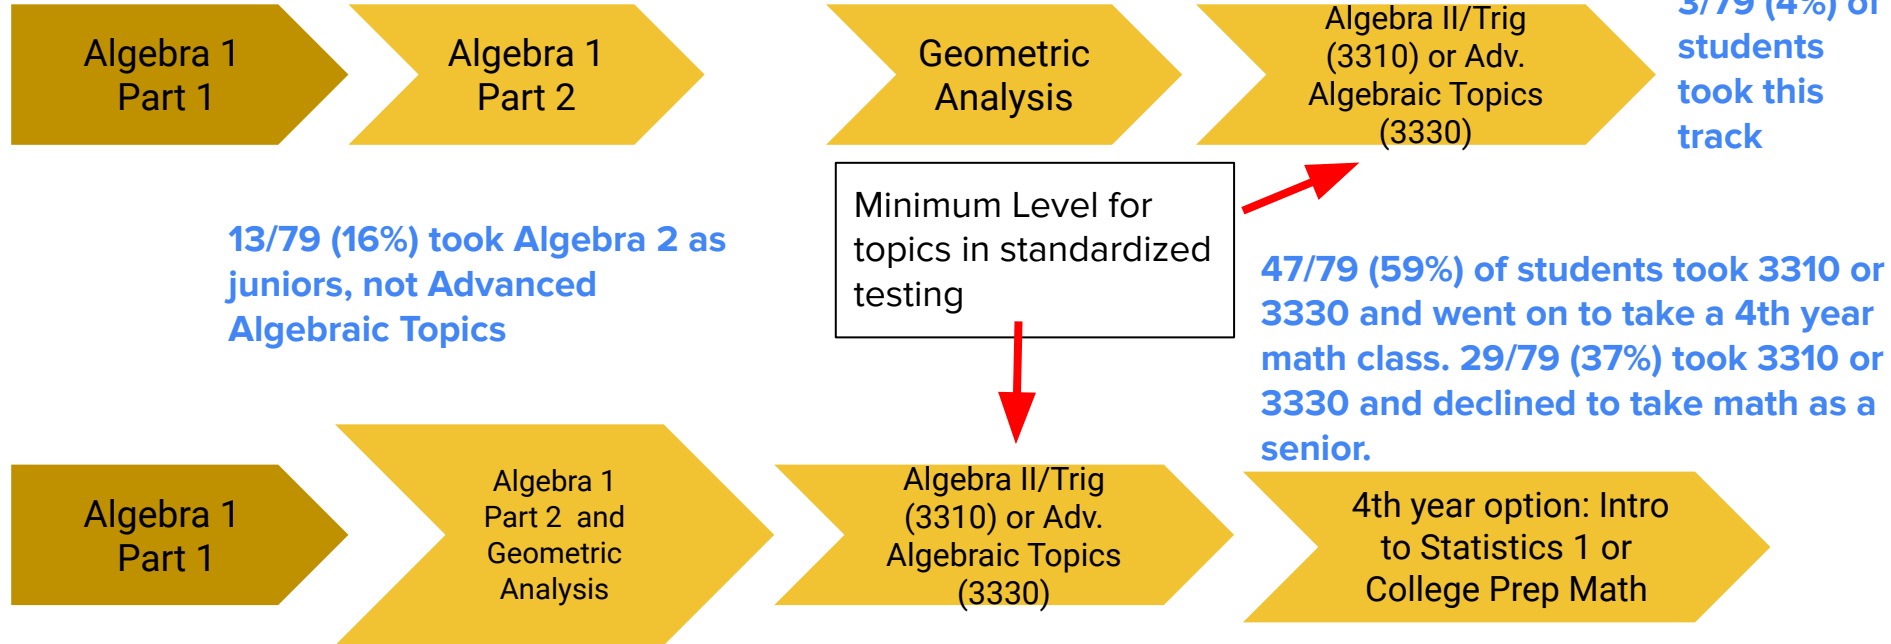 Algebra 1
Part 1
Algebra 1
Part 2
Geometric
Analysis
Algebra II/Trig
(3310) or Adv.
Algebraic Topics
(3330)
3/79 (4%) of
students
took this
track
Minimum Level for
topics in standardized
testing
13/79 (16%) took Algebra 2 as
juniors, not Advanced
Algebraic Topics
47/79 (59%) of students took 3310 or
3330 and went on to take a 4th year
math class. 29/79 (37%) took 3310 or
3330 and declined to take math as a
senior.
Algebra 1
Part 1
Algebra 1
Part 2 and
Geometric
Analysis
Algebra II/Trig
(3310) or Adv.
Algebraic Topics
(3330)
4th year option: Intro
to Statistics 1 or
College Prep Math